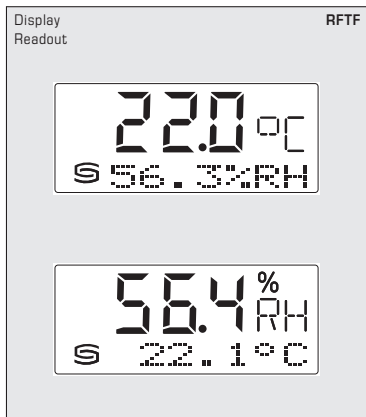 Display RFTF
Readout
22.0 °C
56.3%RH
56.4 % RH
22.1°C